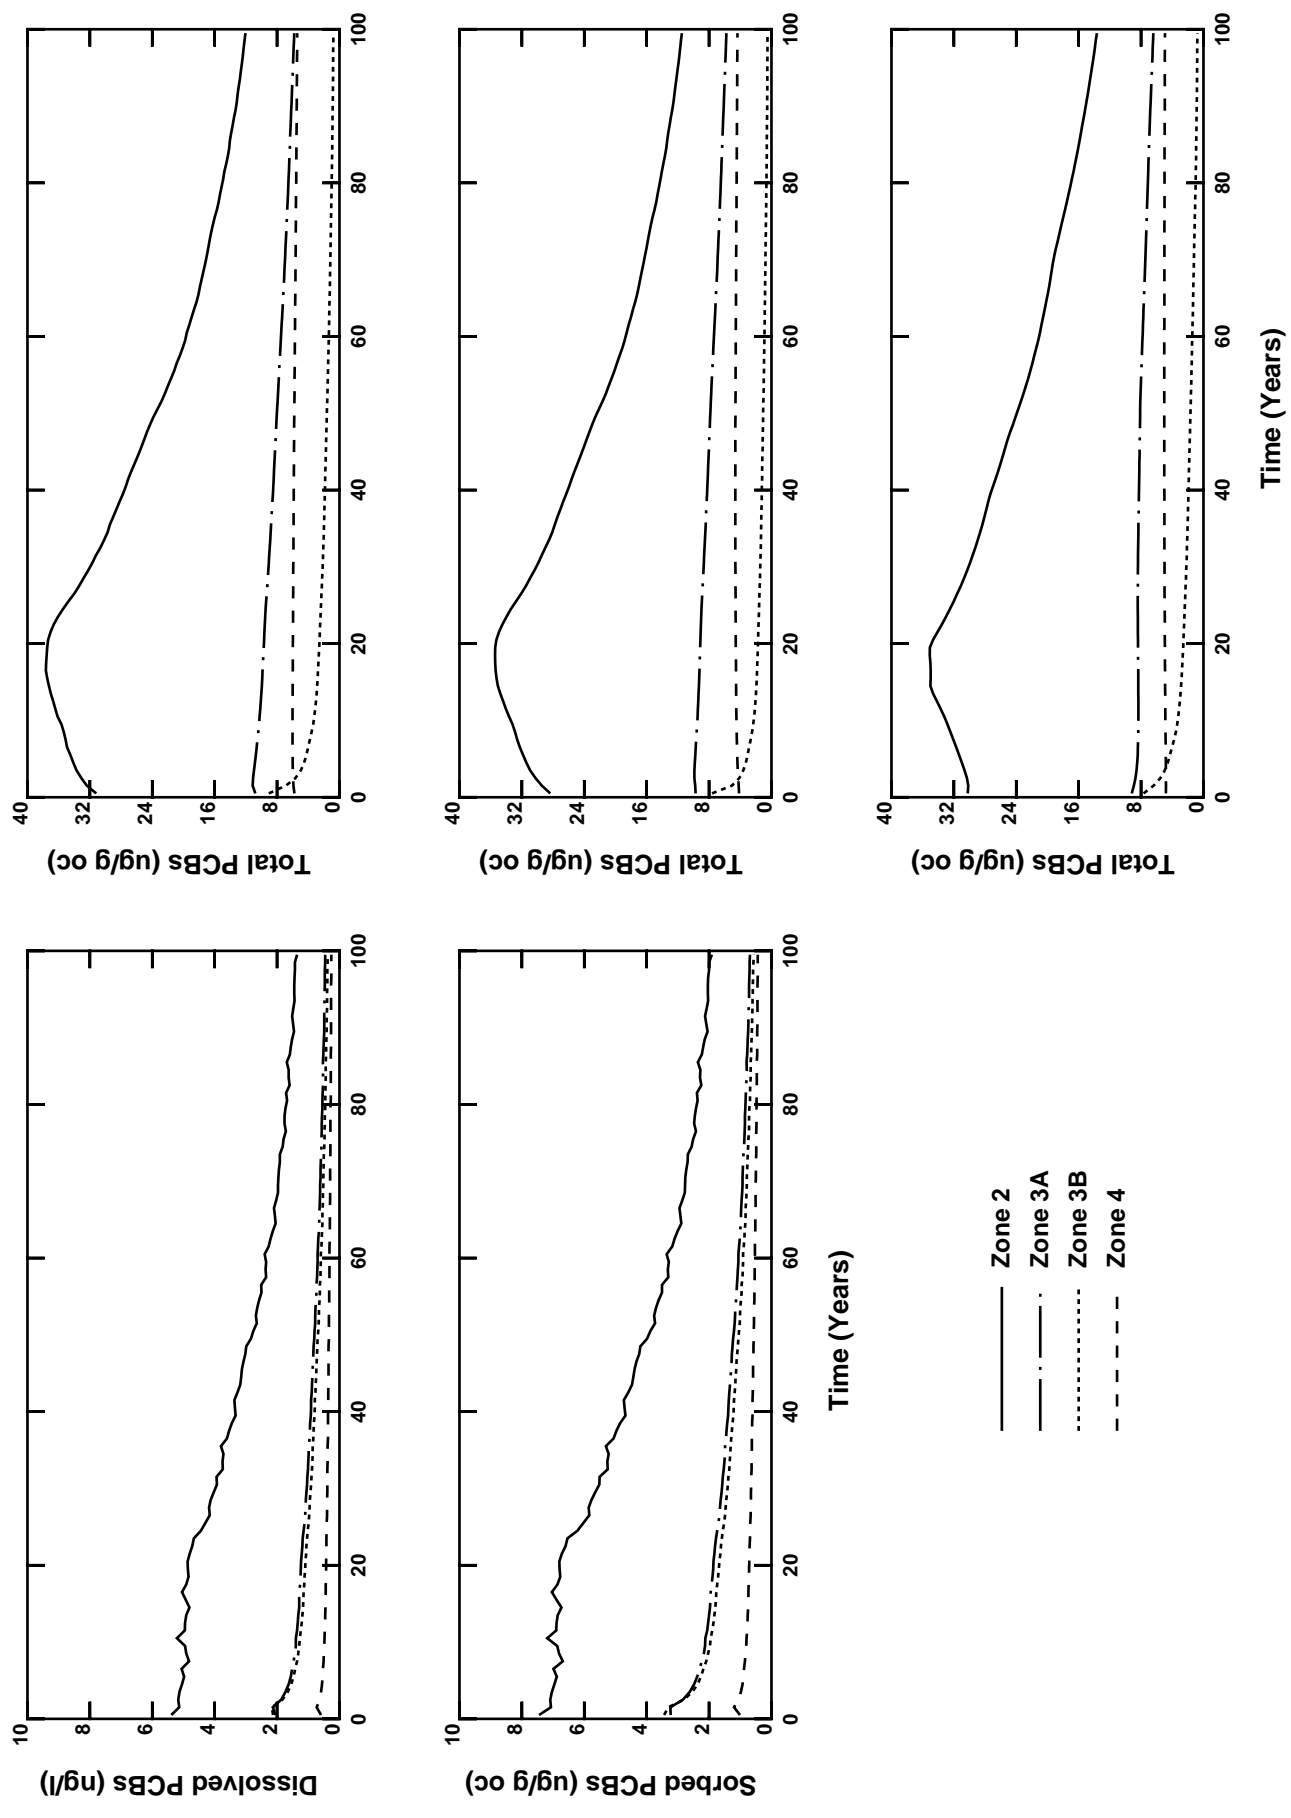 Dissolved PCBs (ng/l)
10
8
6
4
2
0
0 20 40 60 80 100
Total PCBs (ug/g oc)
40
32
24
16
8
0
0 20 40 60 80 100
Sorbed PCBs (ug/g oc)
10
8
6
4
2
0
0 20 40 60 80 100
Time (Years)
Total PCBs (ug/g oc)
40
32
24
16
8
0
0 20 40 60 80 100
Zone 2
Zone 3A
Zone 3B
Zone 4
Total PCBs (ug/g oc)
40
32
24
16
8
0
0 20 40 60 80 100
Time (Years)